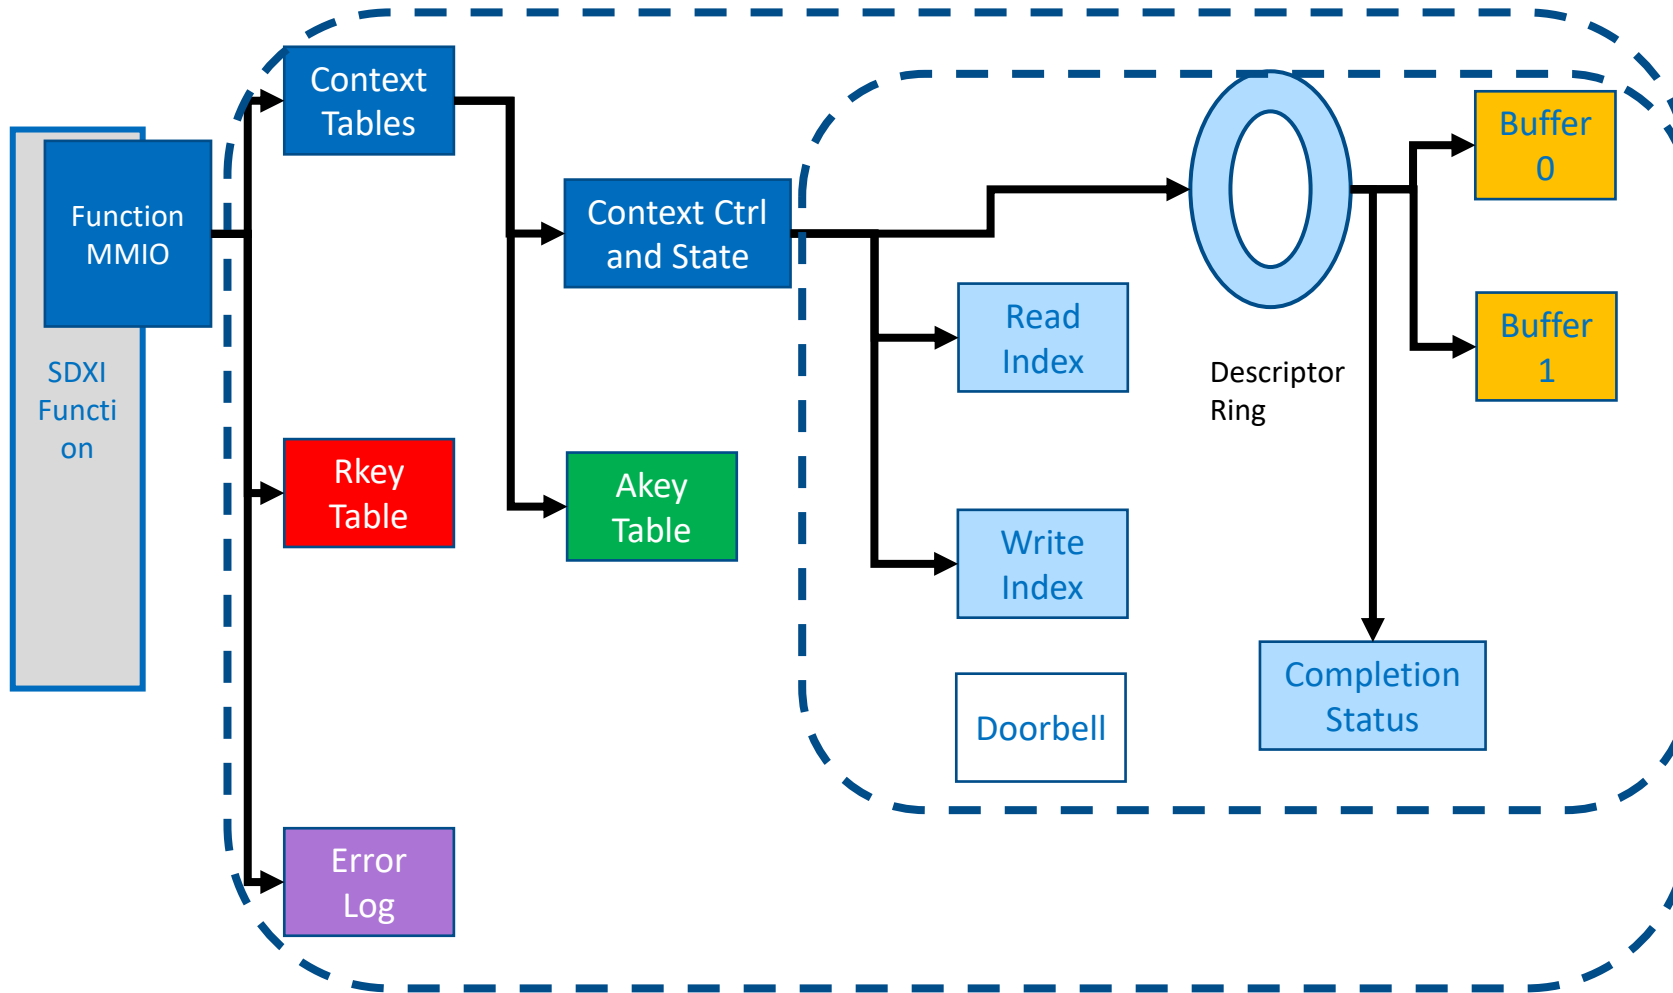 Context
Tables
Function
MMIO
SDXI
Functi
on
Context Ctrl
and State
Buffer
0
Read
Index
Buffer
1
Descriptor
Ring
Rkey
Table
Akey
Table
Write
Index
Completion
Status
Doorbell
Error
Log